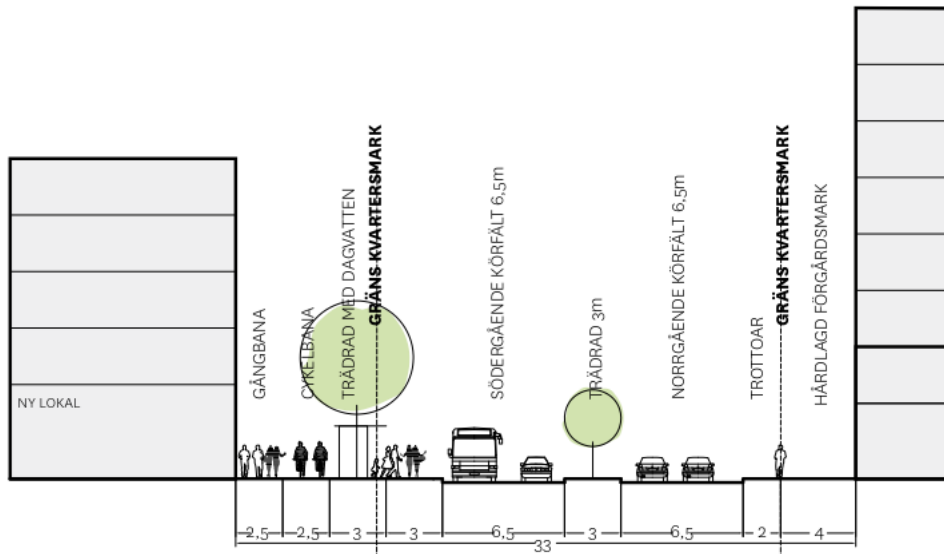 GÅNGBANA
CYKELBANA
TRÄDRAD MED DAGVATTEN
GRÄNS KVARTERSMARK
SÖDERGÅENDE KÖRFÄLT 6,5m
TRÄDRAD 3m
NORRGÅENDE KÖRFÄLT 6,5m
TROTTOAR
GRÄNS KVARTERSMARK
HÅRDLAGD FÖRGÅRDSMARK
NY LOKAL
2,5 2,5 3 3 6,5 3 6,5 2 4
33